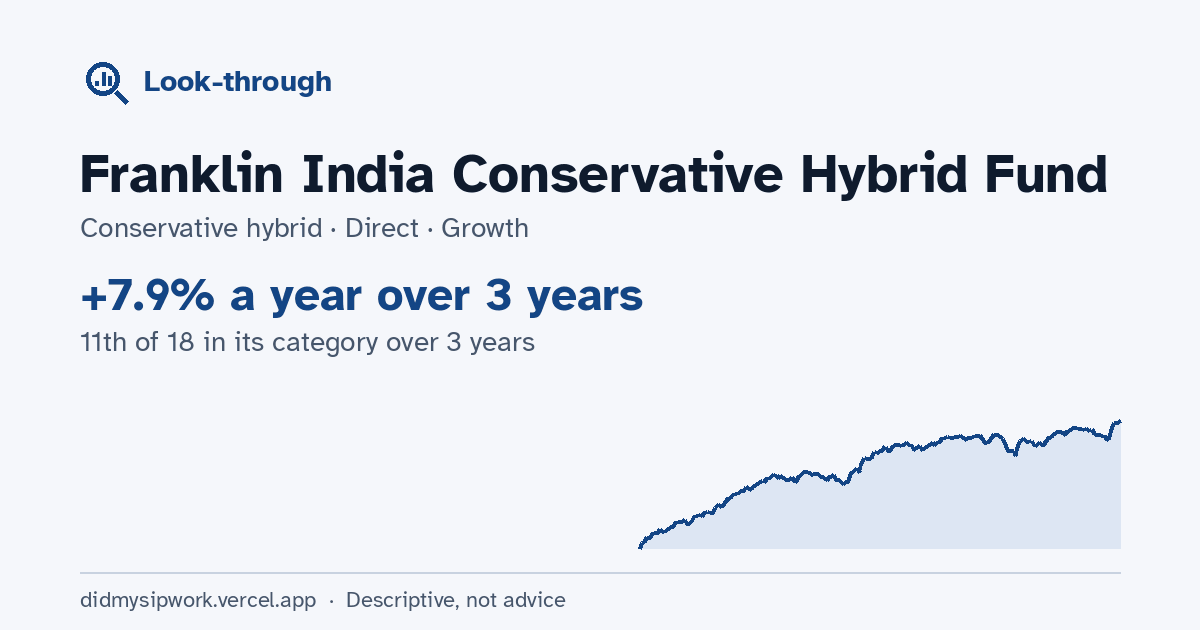 Look-through
Franklin India Conservative Hybrid Fund
Conservative hybrid · Direct · Growth
+7.9% a year over 3 years
11th of 18 in its category over 3 years
didmysipwork.vercel.app · Descriptive, not advice